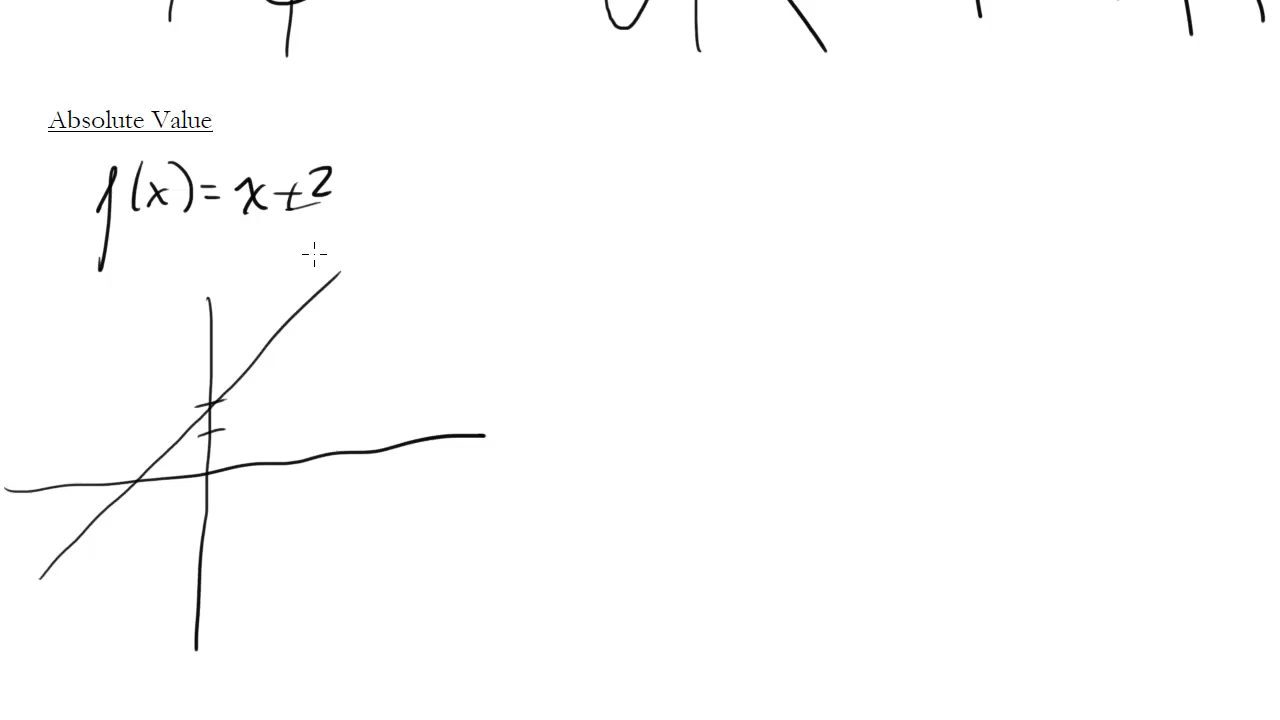 Absolute Value
f(x) = x + 2